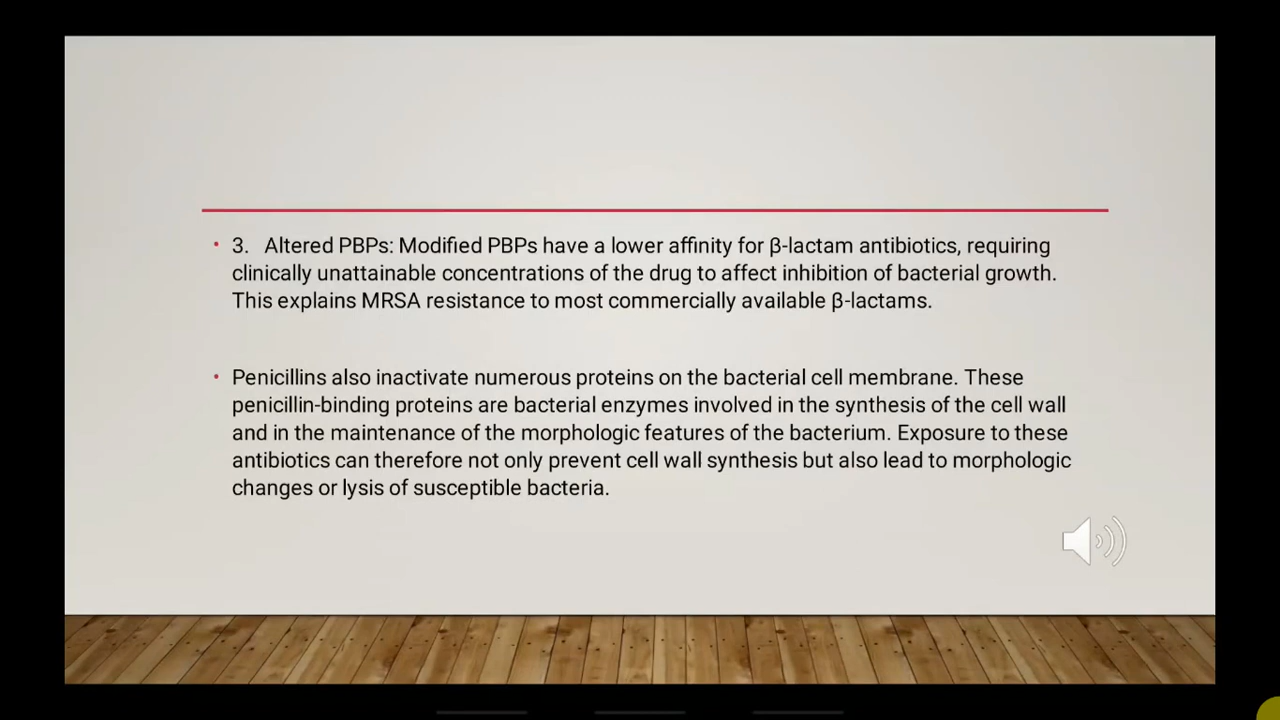 • 3. Altered PBPs: Modified PBPs have a lower affinity for β-lactam antibiotics, requiring
clinically unattainable concentrations of the drug to affect inhibition of bacterial growth.
This explains MRSA resistance to most commercially available β-lactams.
• Penicillins also inactivate numerous proteins on the bacterial cell membrane. These
penicillin-binding proteins are bacterial enzymes involved in the synthesis of the cell wall
and in the maintenance of the morphologic features of the bacterium. Exposure to these
antibiotics can therefore not only prevent cell wall synthesis but also lead to morphologic
changes or lysis of susceptible bacteria.